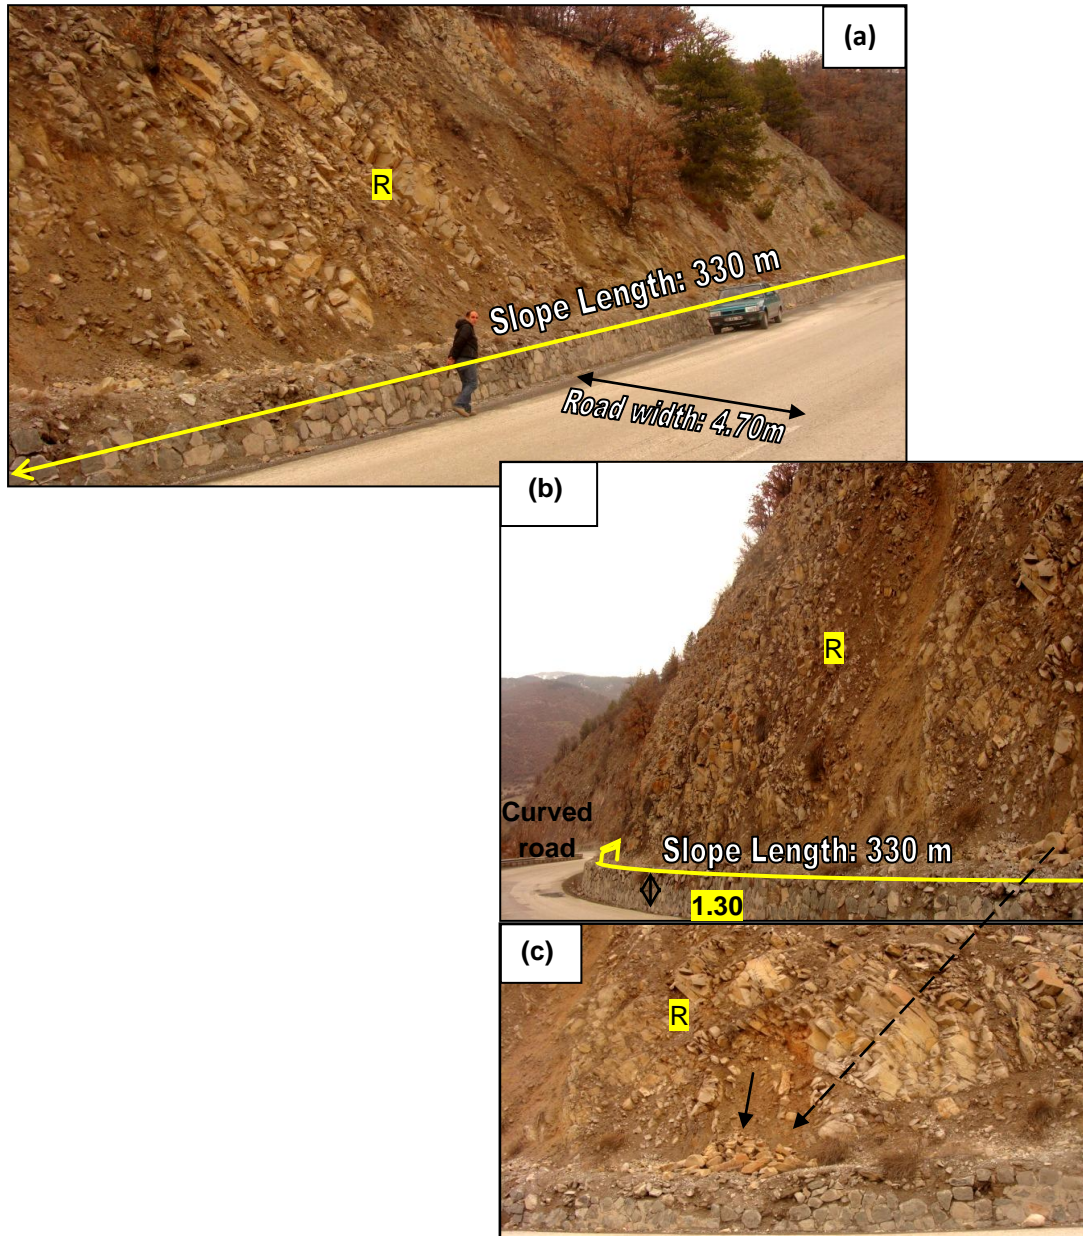 (a)
R
Slope Length: 330 m
Road width: 4.70m
(b)
R
Curved
road
Slope Length: 330 m
1.30
(c)
R